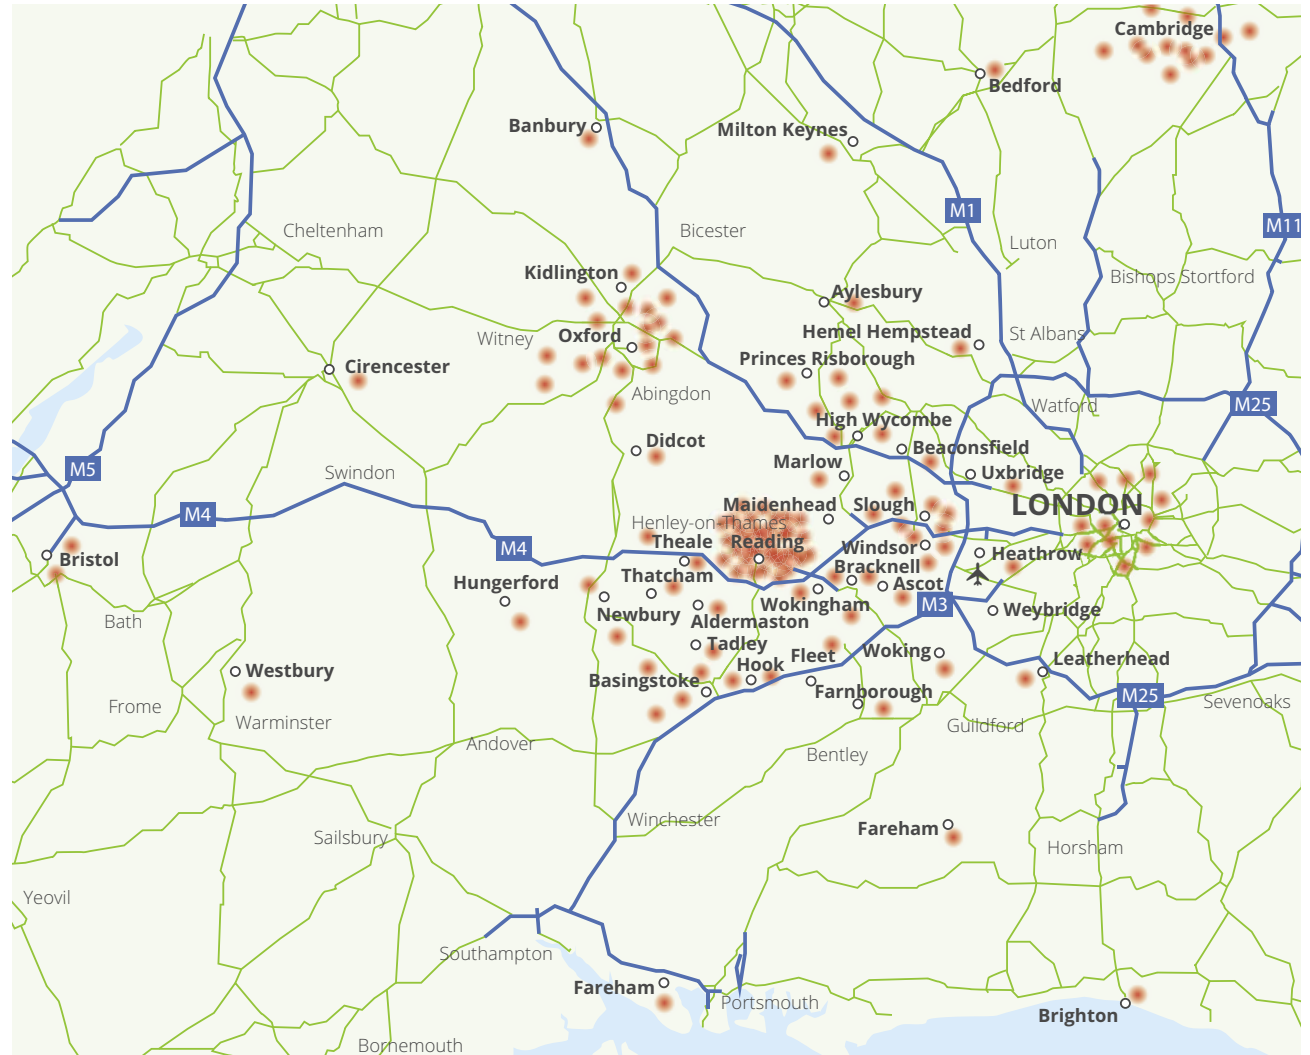 Cambridge
Bedford
Banbury
Milton Keynes
M1
M11
Cheltenham
Bicester
Luton
Kidlington
Bishops Stortford
Aylesbury
Witney
Oxford
Hemel Hempstead
St Albans
Cirencester
Princes Risborough
Abingdon
Watford
M25
High Wycombe
Didcot
Beaconsfield
M5
Swindon
Marlow
Uxbridge
Maidenhead
Slough
LONDON
M4
Henley-on-Thames
Theale
Reading
M4
Windsor
Heathrow
Bristol
Bracknell
Hungerford
Thatcham
Ascot
Wokingham
M3
Weybridge
Bath
Newbury
Aldermaston
Tadley
Fleet
Woking
Leatherhead
Westbury
Hook
Basingstoke
Farnborough
M25
Sevenoaks
Frome
Warminster
Guildford
Andover
Bentley
Winchester
Fareham
Sailsbury
Horsham
Yeovil
Southampton
Fareham
Portsmouth
Brighton
Bornemouth